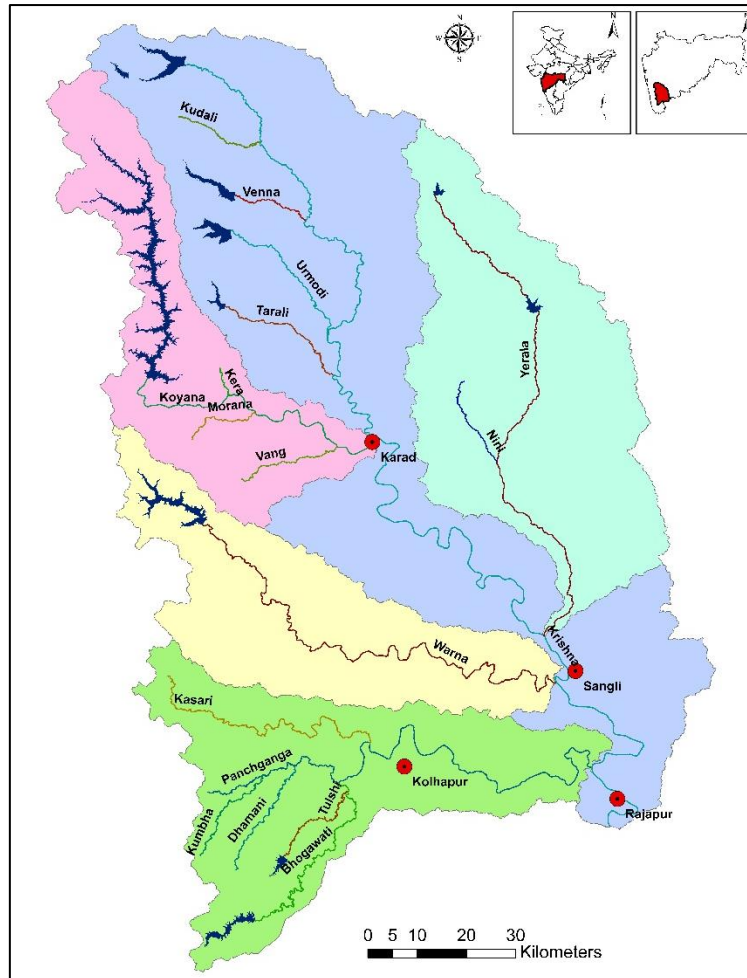 N
W E
S
N
N
Kudali
Venna
Urmodi
Tarali
Yerala
Kera
Koyana
Morana
Nini
Vang
Karad
Krishna
Warna
Sangli
Kasari
Panchganga
Kolhapur
Tulshi
Kumbha
Dhamani
Rajapur
Bhogawati
0 5 10 20 30
Kilometers